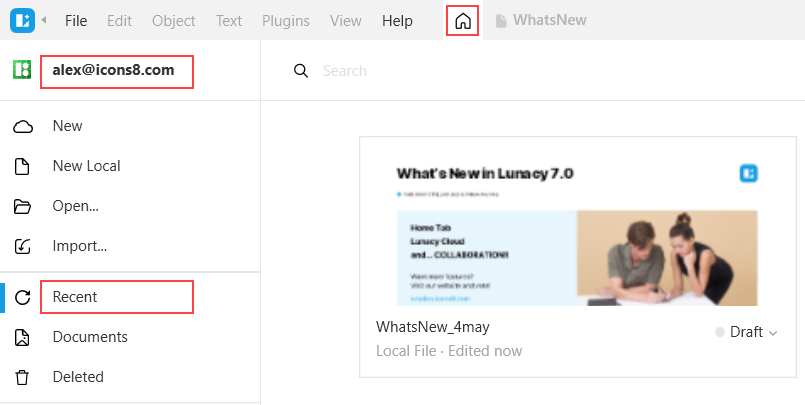 File Edit Object Text Plugins View Help WhatsNew
alex@icons8.com
Search
New
New Local
Open...
Import...
Recent
Documents
Deleted
What's New in Lunacy 7.0
Home Tab
Lunacy Cloud
and... COLLABORATION!!
Want more features?
Visit our website and vote!
WhatsNew_4may
Draft
Local File · Edited now